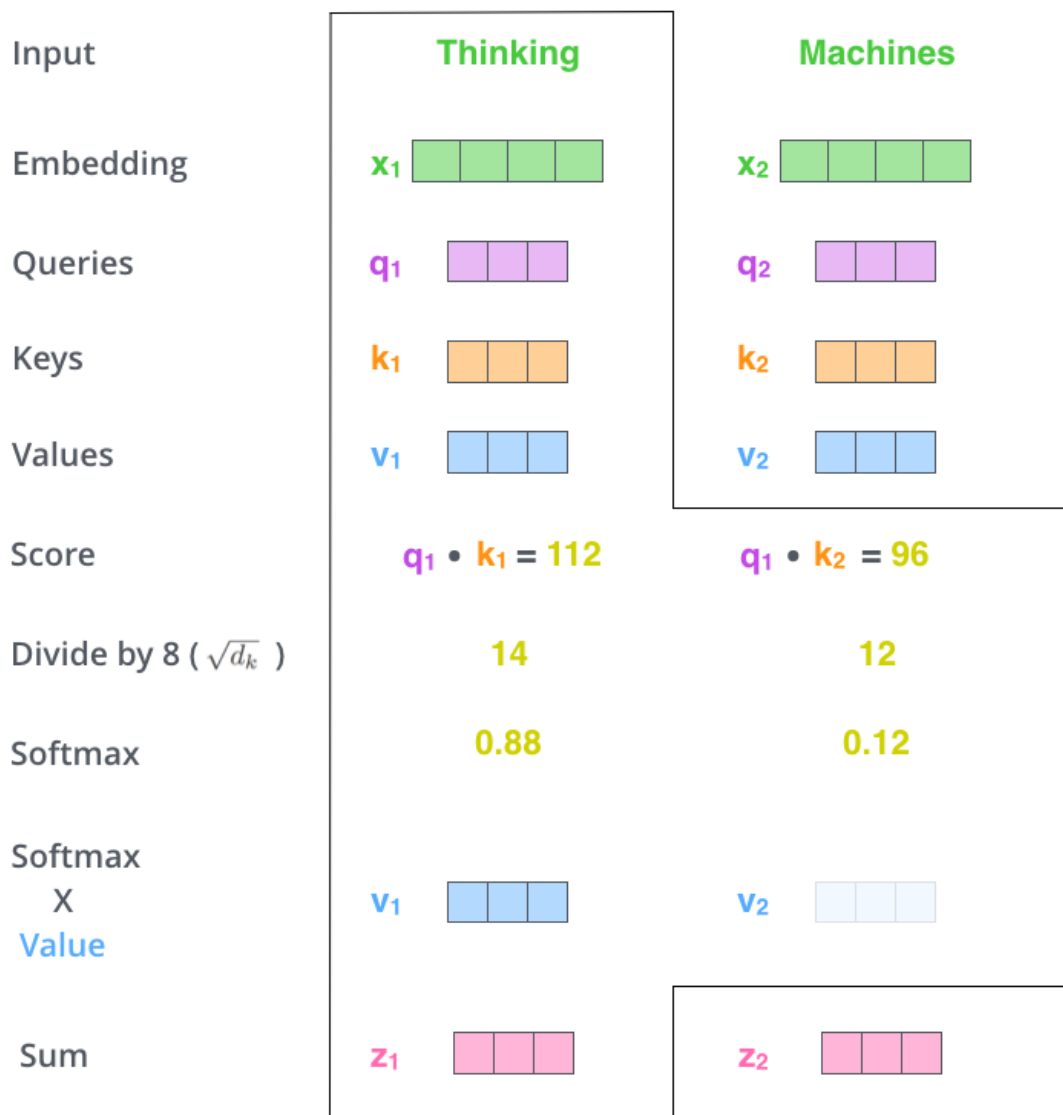 Input Thinking Machines
Embedding x₁ x₂
Queries q₁ q₂
Keys k₁ k₂
Values v₁ v₂
Score q₁ • k₁ = 112 q₁ • k₂ = 96
Divide by 8 ( √dₖ ) 14 12
Softmax 0.88 0.12
Softmax
X
Value v₁ v₂
Sum z₁ z₂